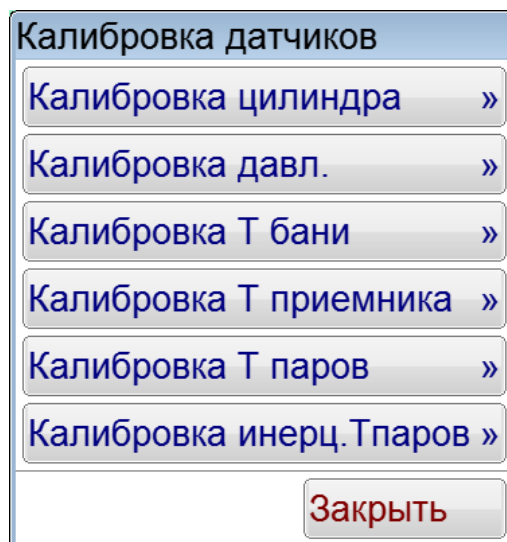 Калибровка датчиков
Калибровка цилиндра »
Калибровка давл. »
Калибровка Т бани »
Калибровка Т приемника »
Калибровка Т паров »
Калибровка инерц.Тпаров »
Закрыть